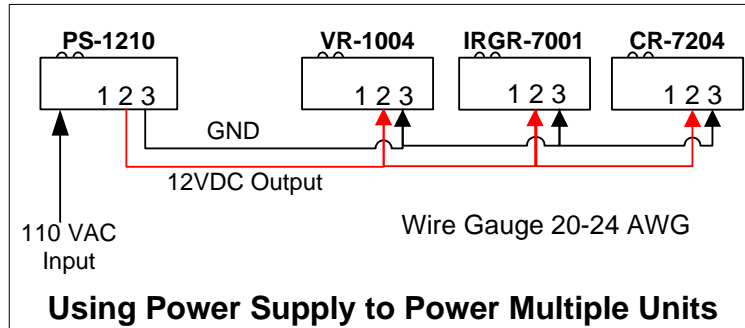 PS-1210 VR-1004 IRGR-7001 CR-7204
1 2 3 1 2 3 1 2 3 1 2 3
GND
12VDC Output
110 VAC
Input
Wire Gauge 20-24 AWG
Using Power Supply to Power Multiple Units